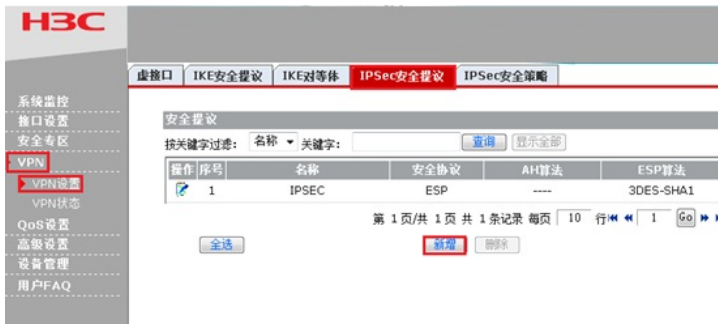 H3C
虚接口 IKE安全提议 IKE对等体 IPSec安全提议 IPSec安全策略
系统监控
接口设置
安全专区
VPN
VPN设置
VPN状态
QoS设置
高级设置
设备管理
用户FAQ
安全提议
按关键字过滤： 名称 关键字： 查询 显示全部
操作 序号 名称 安全协议 AH算法 ESP算法
1 IPSEC ESP ---- 3DES-SHA1
第 1 页/共 1 页 共 1 条记录 每页 10 行 1 Go
全选 新增 删除